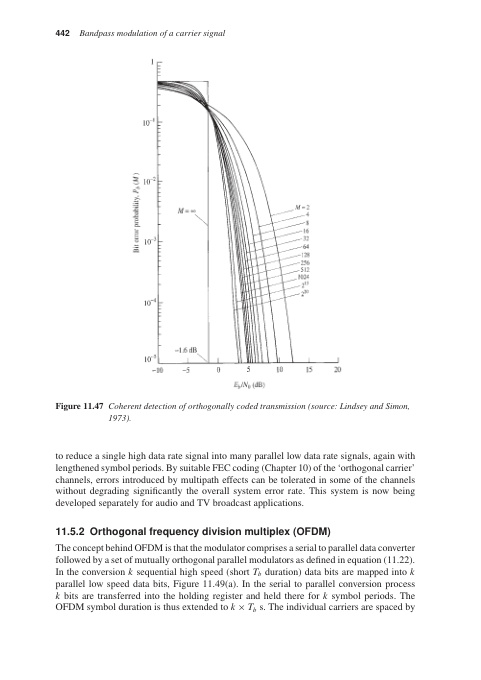 442 Bandpass modulation of a carrier signal
1
10⁻¹
10⁻²
10⁻³
10⁻⁴
10⁻⁵
Bit error probability, Pb (M)
M = ∞
M = 2
4
8
16
32
64
128
256
512
1024
2¹⁵
2²⁰
−1.6 dB
−10 −5 0 5 10 15 20
Eb/N0 (dB)
Figure 11.47 Coherent detection of orthogonally coded transmission (source: Lindsey and Simon,
1973).
to reduce a single high data rate signal into many parallel low data rate signals, again with
lengthened symbol periods. By suitable FEC coding (Chapter 10) of the ‘orthogonal carrier’
channels, errors introduced by multipath effects can be tolerated in some of the channels
without degrading significantly the overall system error rate. This system is now being
developed separately for audio and TV broadcast applications.
11.5.2 Orthogonal frequency division multiplex (OFDM)
The concept behind OFDM is that the modulator comprises a serial to parallel data converter
followed by a set of mutually orthogonal parallel modulators as defined in equation (11.22).
In the conversion k sequential high speed (short Tb duration) data bits are mapped into k
parallel low speed data bits, Figure 11.49(a). In the serial to parallel conversion process
k bits are transferred into the holding register and held there for k symbol periods. The
OFDM symbol duration is thus extended to k × Tb s. The individual carriers are spaced by